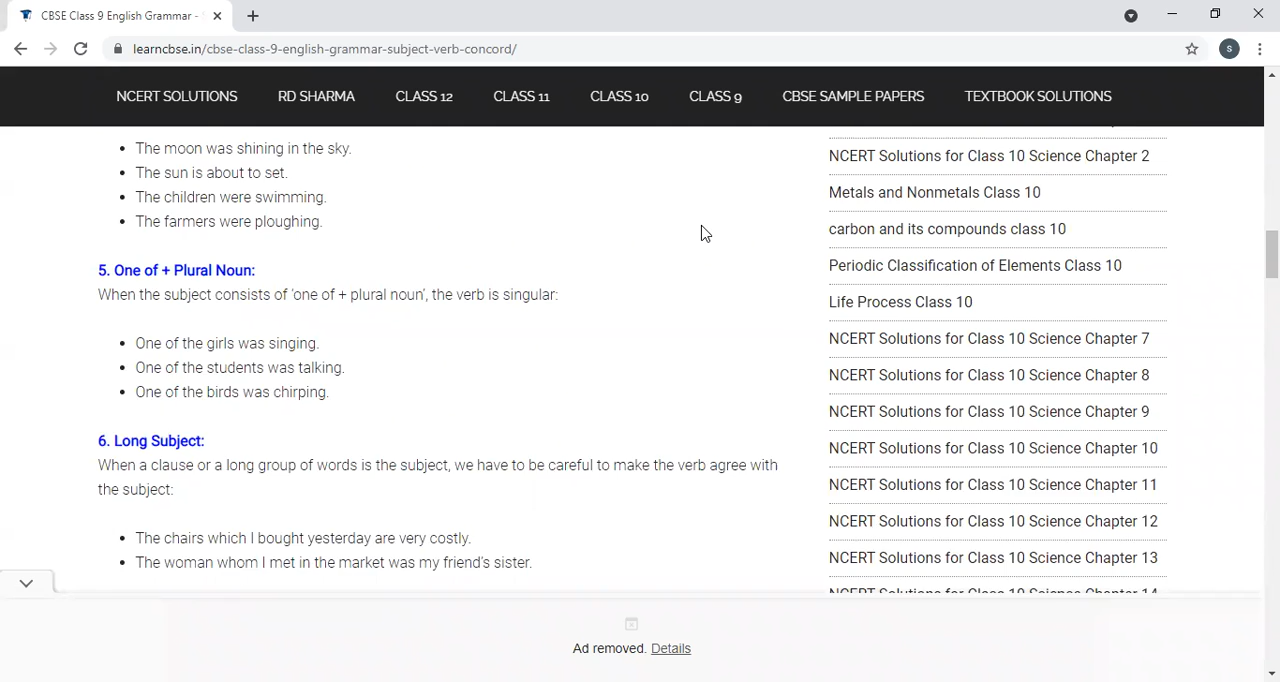 CBSE Class 9 English Grammar -
learncbse.in/cbse-class-9-english-grammar-subject-verb-concord/
S
NCERT SOLUTIONS RD SHARMA CLASS 12 CLASS 11 CLASS 10 CLASS 9 CBSE SAMPLE PAPERS TEXTBOOK SOLUTIONS
• The moon was shining in the sky.
• The sun is about to set.
• The children were swimming.
• The farmers were ploughing.
5. One of + Plural Noun:
When the subject consists of ‘one of + plural noun’, the verb is singular:
• One of the girls was singing.
• One of the students was talking.
• One of the birds was chirping.
6. Long Subject:
When a clause or a long group of words is the subject, we have to be careful to make the verb agree with
the subject:
• The chairs which I bought yesterday are very costly.
• The woman whom I met in the market was my friend’s sister.
NCERT Solutions for Class 10 Science Chapter 2
Metals and Nonmetals Class 10
carbon and its compounds class 10
Periodic Classification of Elements Class 10
Life Process Class 10
NCERT Solutions for Class 10 Science Chapter 7
NCERT Solutions for Class 10 Science Chapter 8
NCERT Solutions for Class 10 Science Chapter 9
NCERT Solutions for Class 10 Science Chapter 10
NCERT Solutions for Class 10 Science Chapter 11
NCERT Solutions for Class 10 Science Chapter 12
NCERT Solutions for Class 10 Science Chapter 13
NCERT Solutions for Class 10 Science Chapter 14
Ad removed. Details